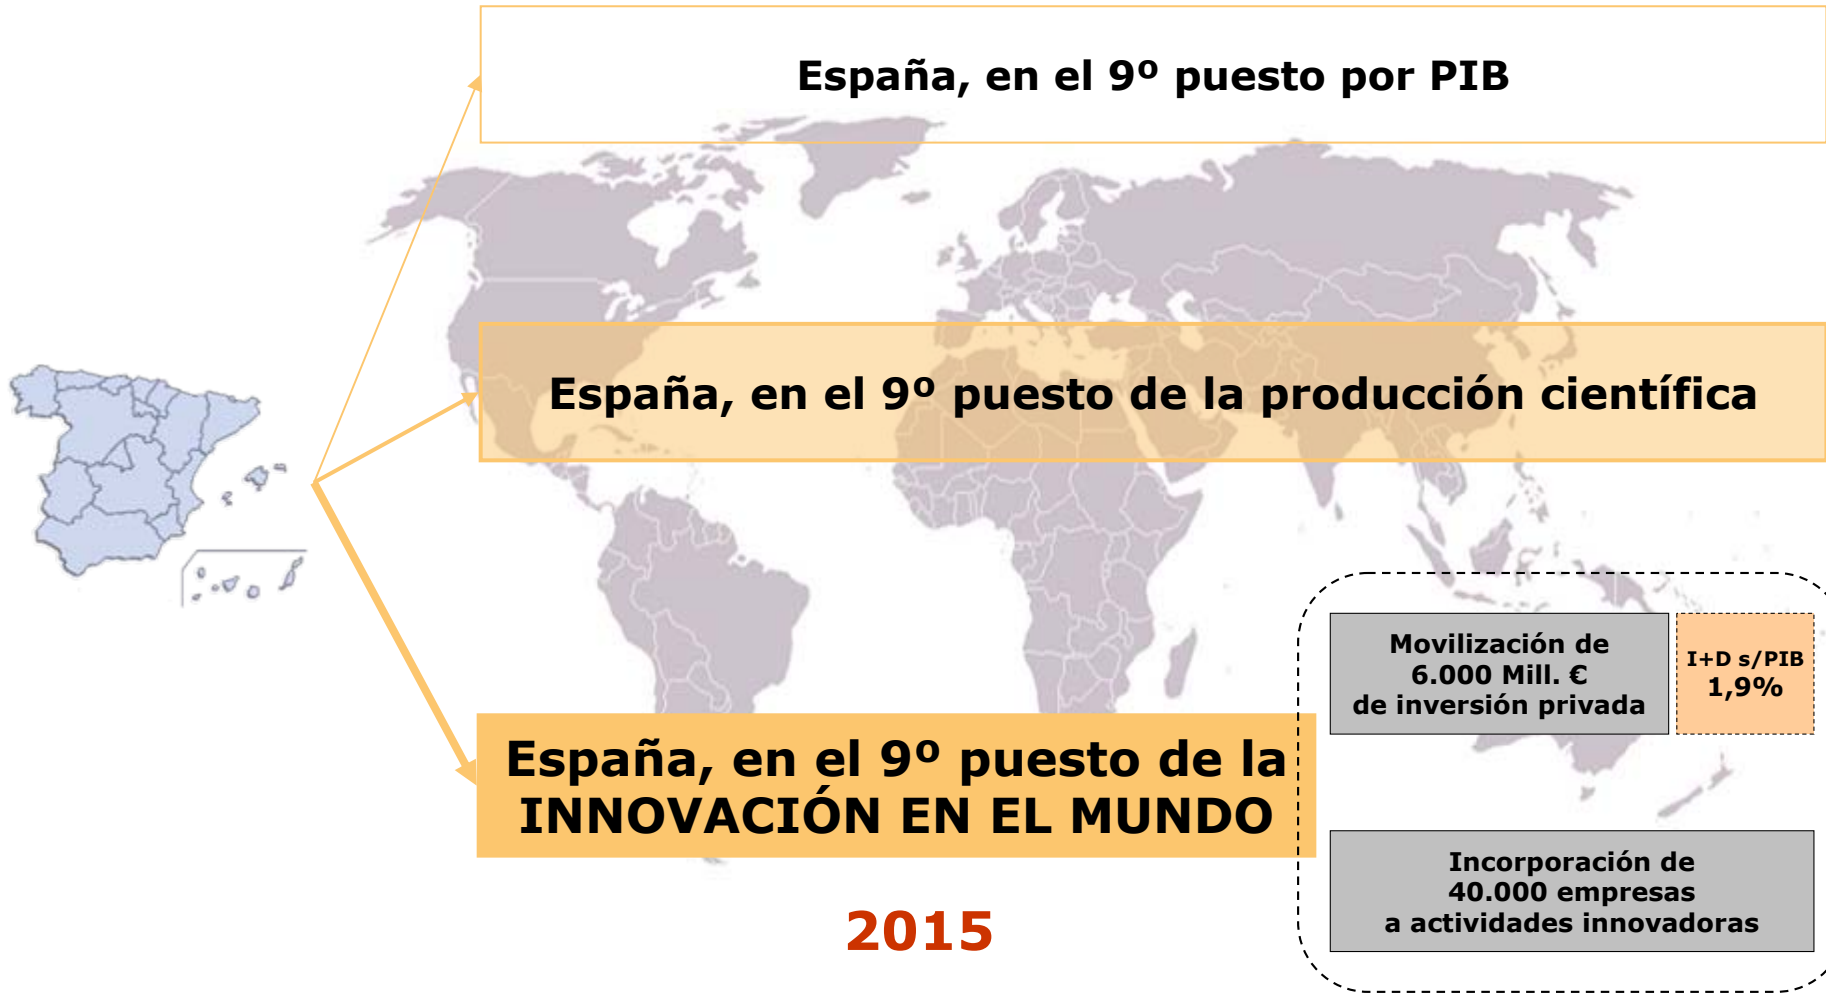 España, en el 9º puesto por PIB
España, en el 9º puesto de la producción científica
España, en el 9º puesto de la
INNOVACIÓN EN EL MUNDO
2015
Movilización de
6.000 Mill. €
de inversión privada
I+D s/PIB
1,9%
Incorporación de
40.000 empresas
a actividades innovadoras